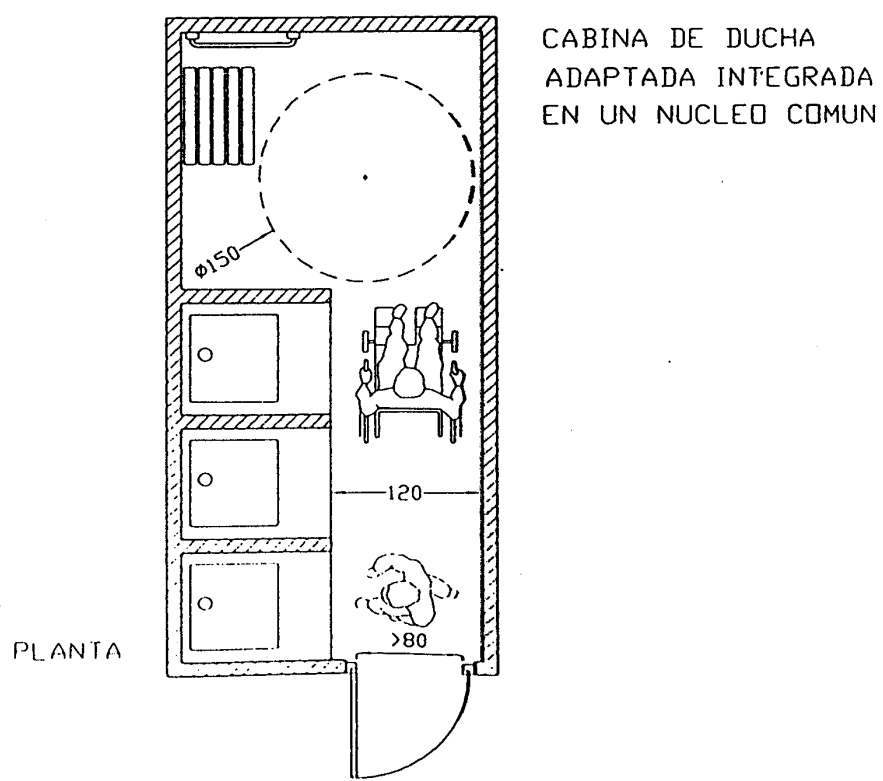 CABINA DE DUCHA
ADAPTADA INTEGRADA
EN UN NUCLEO COMUN
ø150
120
>80
PLANTA